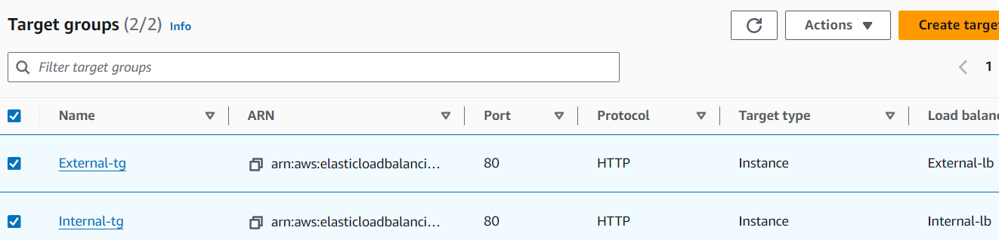 Target groups (2/2) Info Actions Create targe
Filter target groups 1
Name ARN Port Protocol Target type Load balanc
External-tg arn:aws:elasticloadbalanci… 80 HTTP Instance External-lb
Internal-tg arn:aws:elasticloadbalanci… 80 HTTP Instance Internal-lb